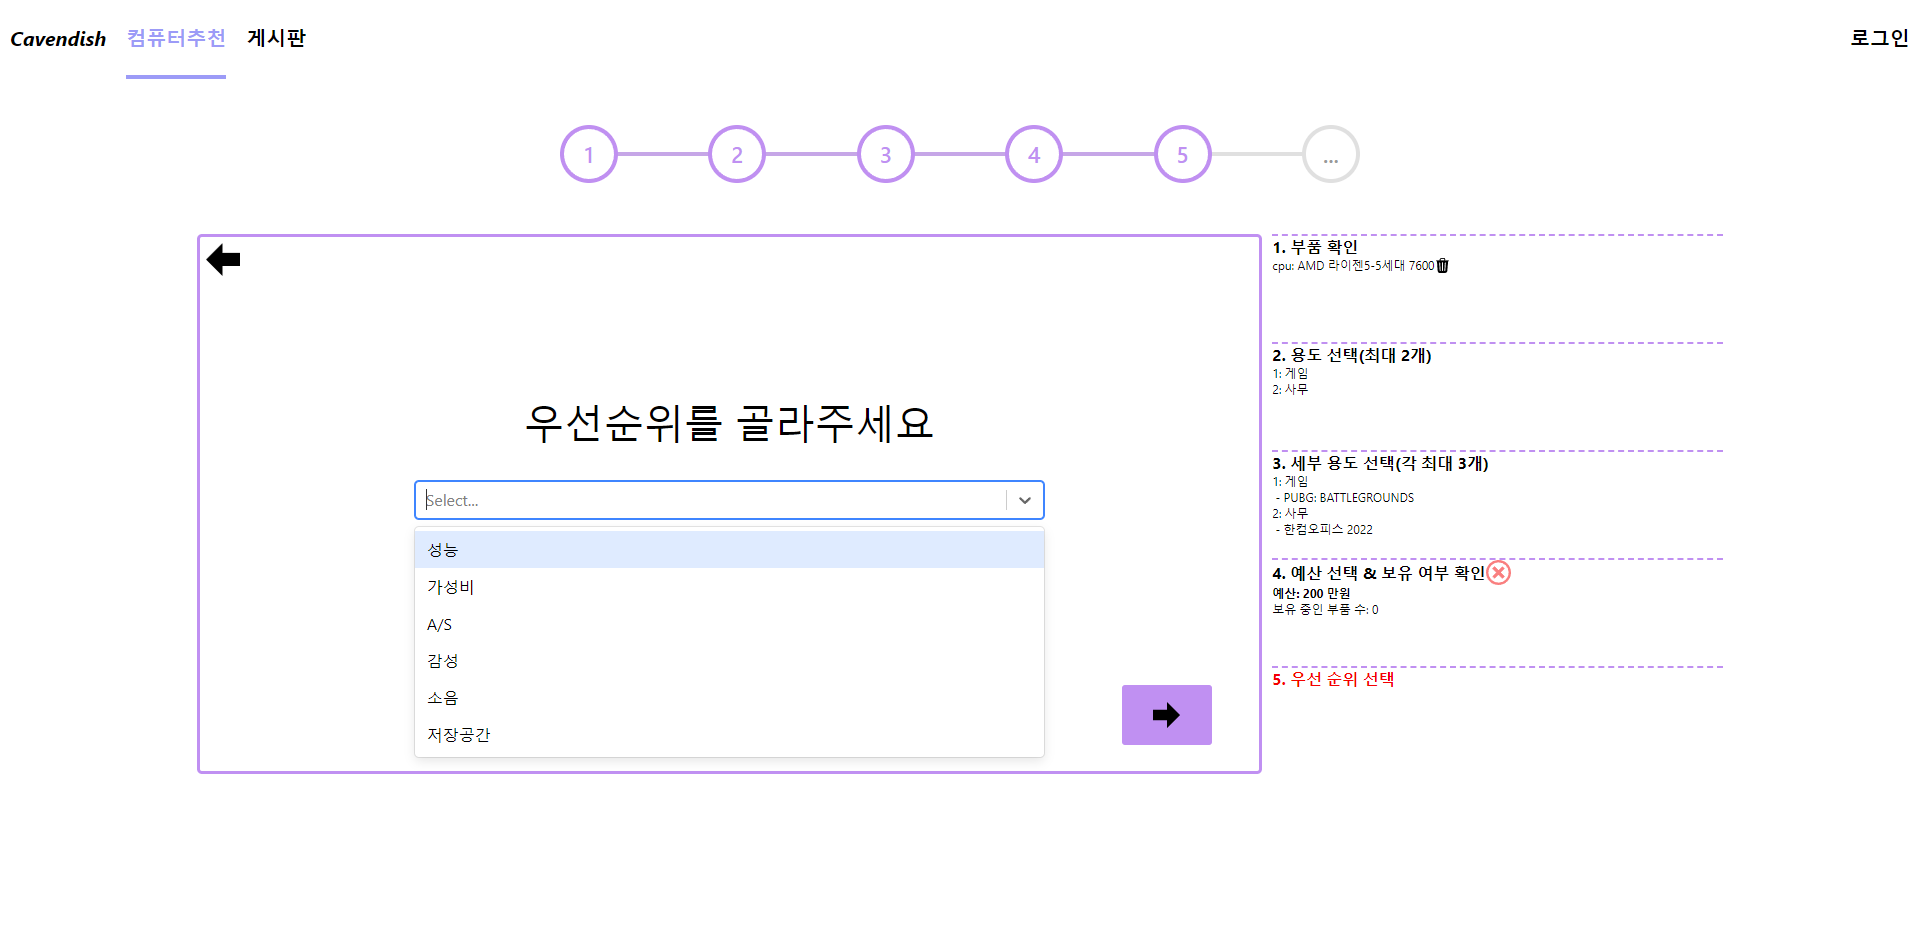 Cavendish 컴퓨터추천 게시판 로그인
1 2 3 4 5 ...
우선순위를 골라주세요
Select...
성능
가성비
A/S
감성
소음
저장공간
1. 부품 확인
cpu: AMD 라이젠5-5세대 7600
2. 용도 선택(최대 2개)
1: 게임
2: 사무
3. 세부 용도 선택(각 최대 3개)
1: 게임
- PUBG: BATTLEGROUNDS
2: 사무
- 한컴오피스 2022
4. 예산 선택 & 보유 여부 확인
예산: 200 만원
보유 중인 부품 수: 0
5. 우선 순위 선택